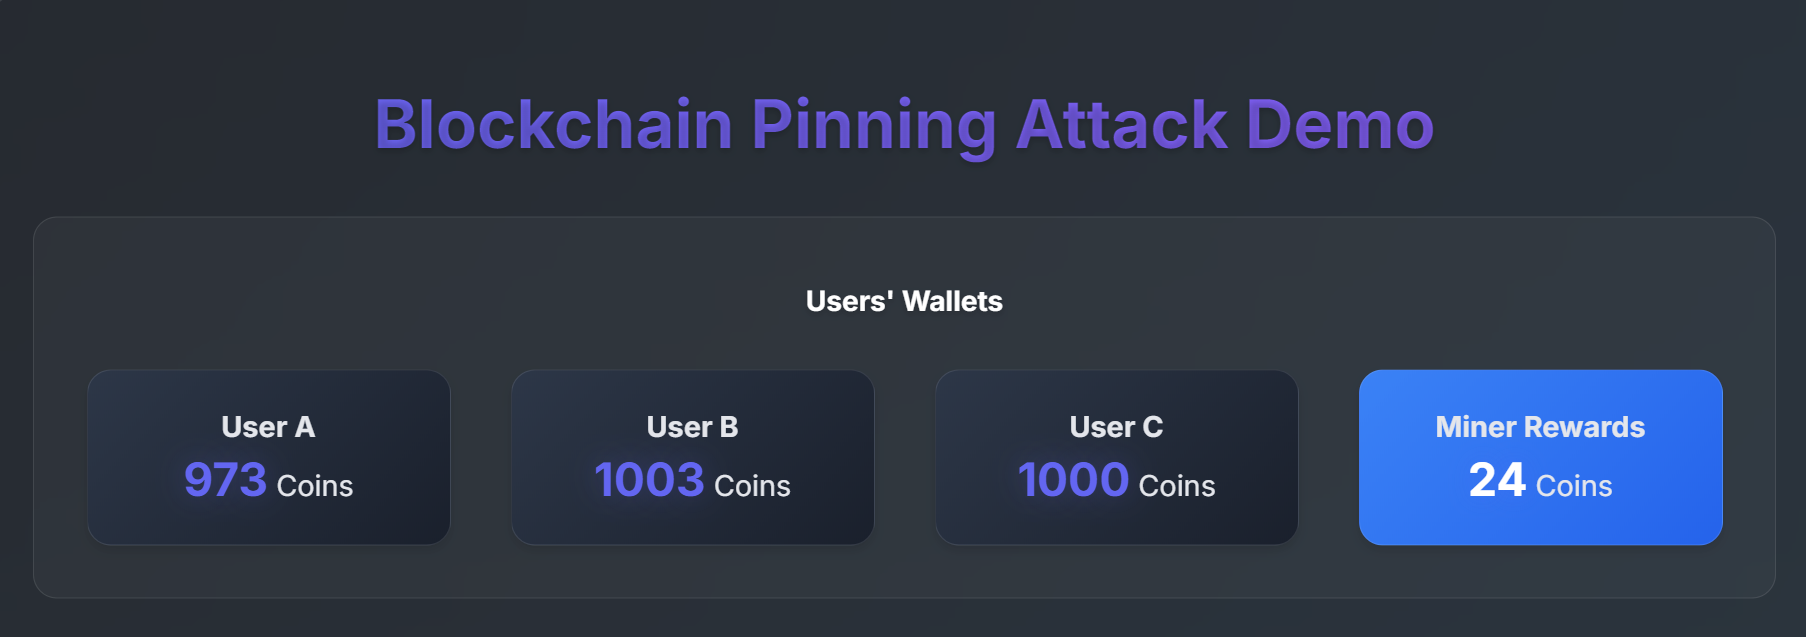 Blockchain Pinning Attack Demo
Users' Wallets
User A
973 Coins
User B
1003 Coins
User C
1000 Coins
Miner Rewards
24 Coins